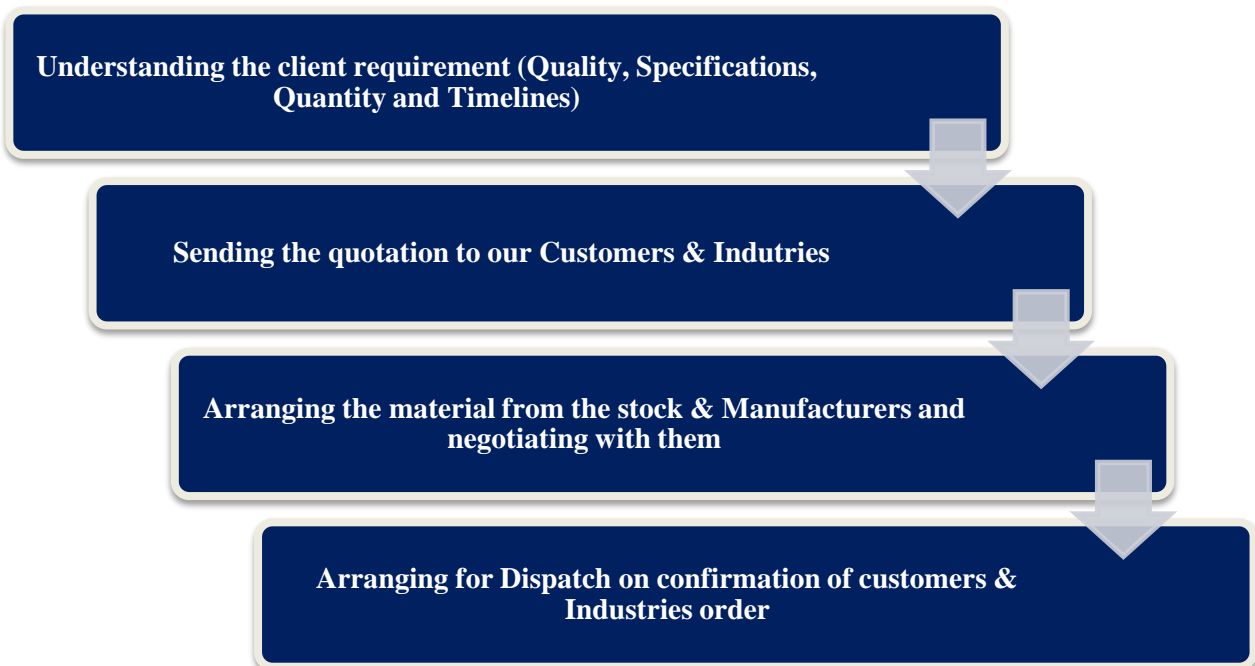 Understanding the client requirement (Quality, Specifications,
Quantity and Timelines)
Sending the quotation to our Customers & Indutries
Arranging the material from the stock & Manufacturers and
negotiating with them
Arranging for Dispatch on confirmation of customers &
Industries order